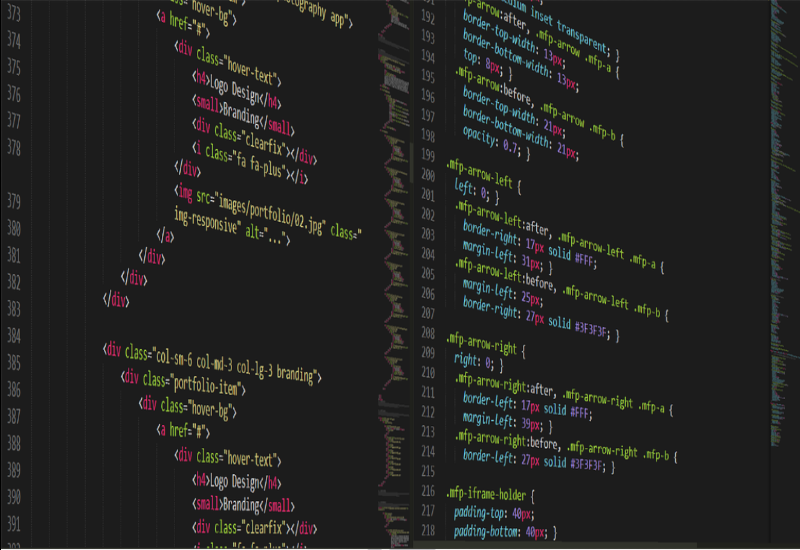 373
374
375
376
377
378
379
380
381
382
383
384
385
386
387
388
389
390
391
392
hover-bg">
<a href="#">
<div class="hover-text">
<h4>Logo Design</h4>
<small>Branding</small>
<div class="clearfix"></div>
<i class="fa fa-plus"></i>
</div>
<img src="images/portfolio/02.jpg" class="
img-responsive" alt="...">
</a>
</div>
</div>
</div>
<div class="col-sm-6 col-md-3 col-lg-3 branding">
<div class="portfolio-item">
<div class="hover-bg">
<a href="#">
<div class="hover-text">
<h4>Logo Design</h4>
<small>Branding</small>
<div class="clearfix"></div>
191
192
193
194
195
196
197
198
199
200
201
202
203
204
205
206
207
208
209
210
211
212
213
214
215
216
217
218
inset transparent; }
.mfp-arrow:after, .mfp-arrow .mfp-a {
border-top-width: 13px;
border-bottom-width: 13px;
top: 8px; }
.mfp-arrow:before, .mfp-arrow .mfp-b {
border-top-width: 21px;
border-bottom-width: 21px;
opacity: 0.7; }
.mfp-arrow-left {
left: 0; }
.mfp-arrow-left:after, .mfp-arrow-left .mfp-a {
border-right: 17px solid #FFF;
margin-left: 31px; }
.mfp-arrow-left:before, .mfp-arrow-left .mfp-b {
margin-left: 25px;
border-right: 27px solid #3F3F3F; }
.mfp-arrow-right {
right: 0; }
.mfp-arrow-right:after, .mfp-arrow-right .mfp-a {
border-left: 17px solid #FFF;
margin-left: 39px; }
.mfp-arrow-right:before, .mfp-arrow-right .mfp-b {
border-left: 27px solid #3F3F3F; }
.mfp-iframe-holder {
padding-top: 40px;
padding-bottom: 40px; }